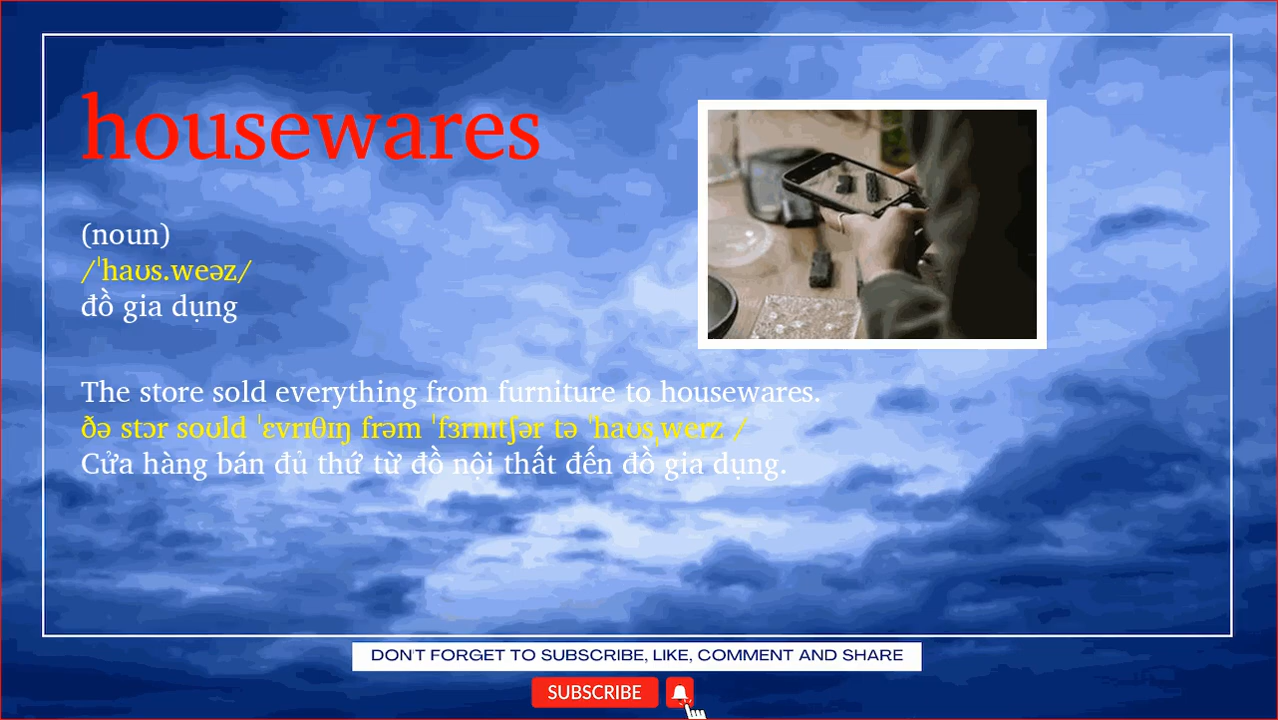 housewares
(noun)
/ˈhaʊs.weəz/
đồ gia dụng
The store sold everything from furniture to housewares.
ðə stɔr soʊld ˈɛvrɪθɪŋ frəm ˈfɜrnɪtʃər tə ˈhaʊsˌwerz /
Cửa hàng bán đủ thứ từ đồ nội thất đến đồ gia dụng.
DON'T FORGET TO SUBSCRIBE, LIKE, COMMENT AND SHARE
SUBSCRIBE